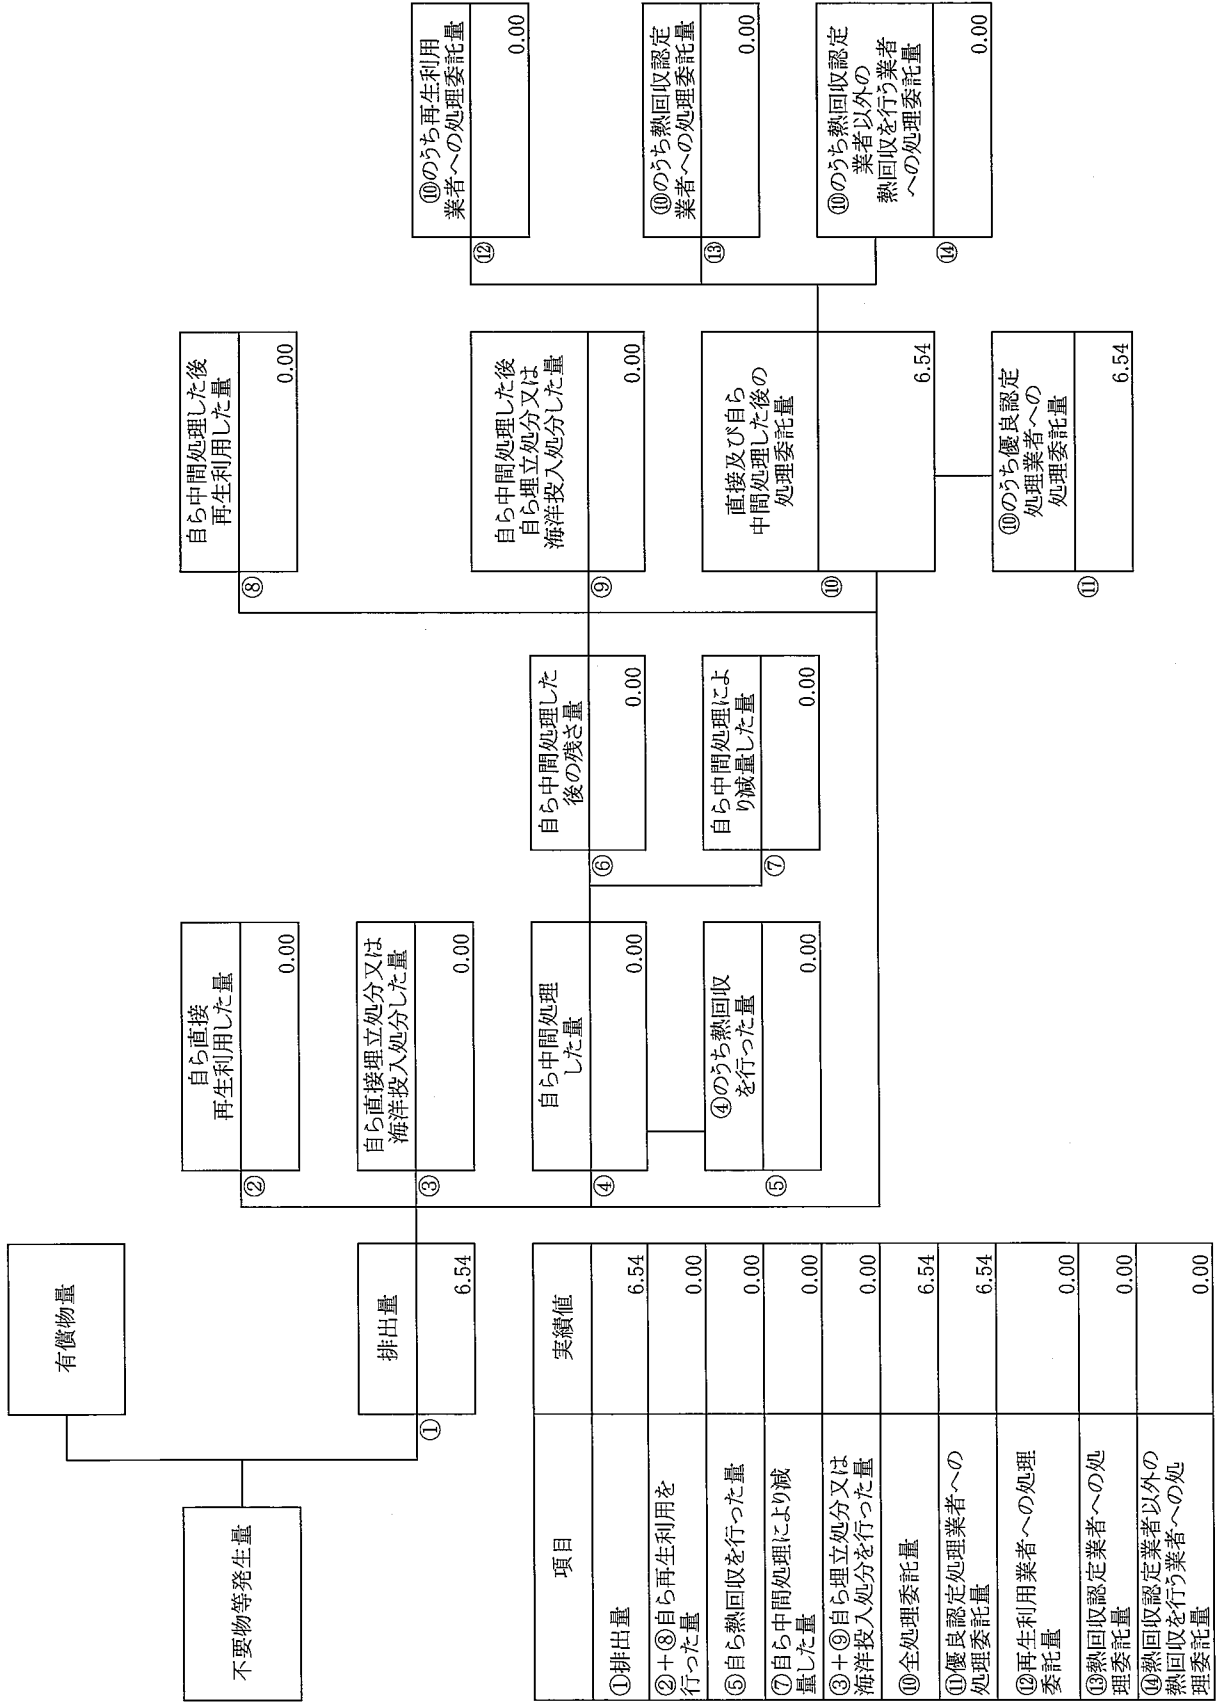 不要物等発生量
有償物量
排出量
①
6.54
自ら直接
再生利用した量
②
0.00
自ら直接埋立処分又は
海洋投入処分した量
③
0.00
自ら中間処理
した量
④
0.00
④のうち熱回収
を行った量
⑤
0.00
自ら中間処理した
後の残さ量
⑥
0.00
自ら中間処理によ
り減量した量
⑦
0.00
自ら中間処理した後
再生利用した量
⑧
0.00
自ら中間処理した後
自ら埋立処分又は
海洋投入処分した量
⑨
0.00
直接及び自ら
中間処理した後の
処理委託量
⑩
6.54
⑩のうち優良認定
処理業者への
処理委託量
⑪
6.54
⑩のうち再生利用
業者への処理委託量
⑫
0.00
⑩のうち熱回収認定
業者への処理委託量
⑬
0.00
⑩のうち熱回収認定
業者以外の
熱回収を行う業者
への処理委託量
⑭
0.00
項目 実績値
①排出量 6.54
②+⑧自ら再生利用を
行った量 0.00
⑤自ら熱回収を行った量 0.00
⑦自ら中間処理により減
量した量 0.00
③+⑨自ら埋立処分又は
海洋投入処分を行った量 0.00
⑩全処理委託量 6.54
⑪優良認定処理業者への
処理委託量 6.54
⑫再生利用業者への処理
委託量 0.00
⑬熱回収認定業者への処
理委託量 0.00
⑭熱回収認定業者以外の
熱回収を行う業者への処
理委託量 0.00